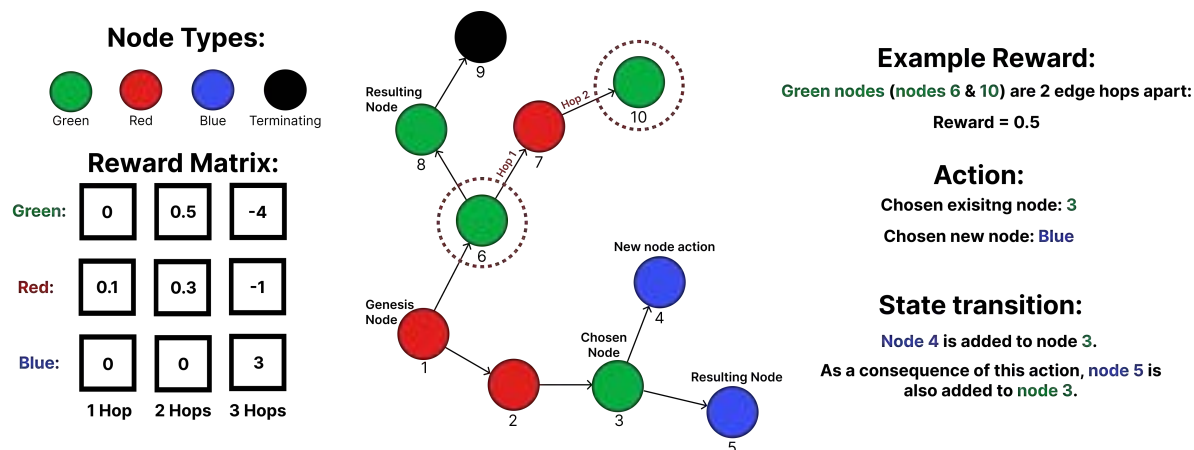 Node Types:
Green
Red
Blue
Terminating
Reward Matrix:
Green:
0
0.5
-4
Red:
0.1
0.3
-1
Blue:
0
0
3
1 Hop
2 Hops
3 Hops
9
Resulting
Node
8
Hop 2
10
7
Hop 1
6
Genesis
Node
1
2
New node action
4
Chosen
Node
3
Resulting Node
5
Example Reward:
Green nodes (nodes 6 & 10) are 2 edge hops apart:
Reward = 0.5
Action:
Chosen exisitng node: 3
Chosen new node: Blue
State transition:
Node 4 is added to node 3.
As a consequence of this action, node 5 is
also added to node 3.